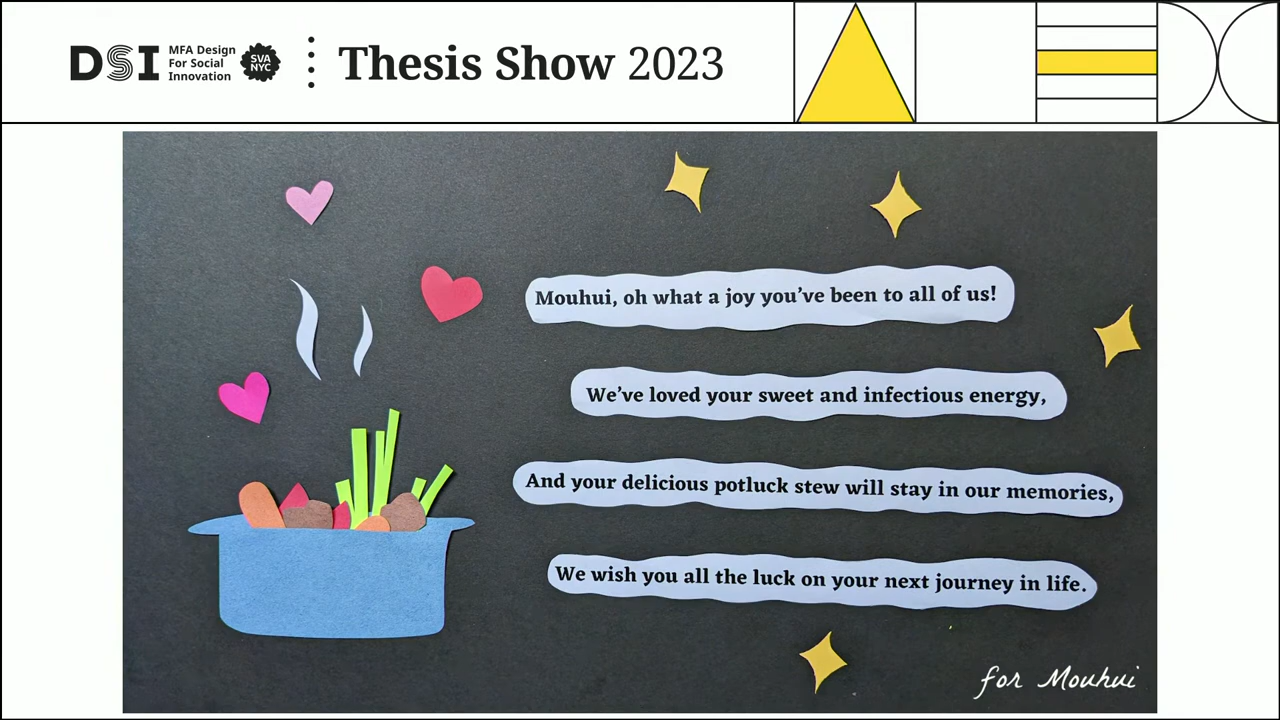 DSI
MFA Design
For Social
Innovation
SVA
NYC
Thesis Show 2023
Mouhui, oh what a joy you've been to all of us!
We've loved your sweet and infectious energy,
And your delicious potluck stew will stay in our memories,
We wish you all the luck on your next journey in life.
for Mouhui